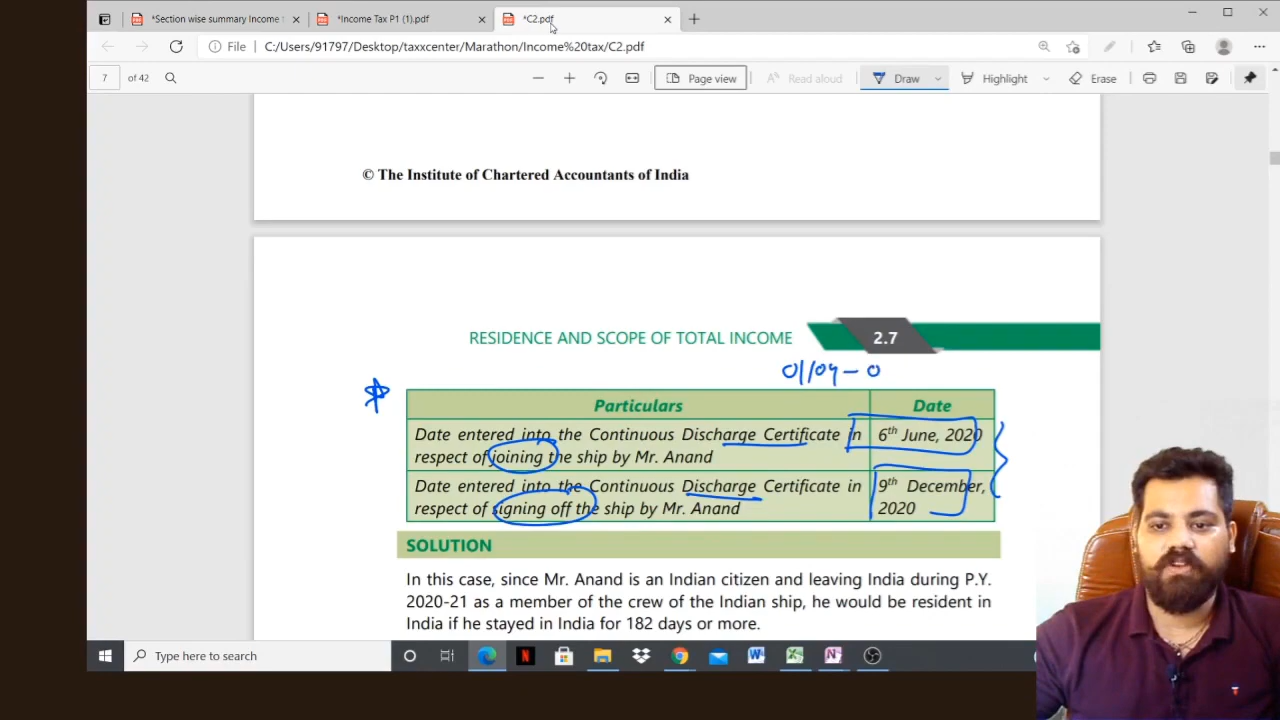 *Section wise summary Income t
*Income Tax P1 (1).pdf
*C2.pdf
File C:/Users/91797/Desktop/taxxcenter/Marathon/Income%20tax/C2.pdf
7 of 42 Page view Read aloud Draw Highlight Erase
© The Institute of Chartered Accountants of India
RESIDENCE AND SCOPE OF TOTAL INCOME 2.7
01/04 – 0
Particulars Date
Date entered into the Continuous Discharge Certificate in 6th June, 2020
respect of joining the ship by Mr. Anand
Date entered into the Continuous Discharge Certificate in 9th December,
respect of signing off the ship by Mr. Anand 2020
SOLUTION
In this case, since Mr. Anand is an Indian citizen and leaving India during P.Y.
2020-21 as a member of the crew of the Indian ship, he would be resident in
India if he stayed in India for 182 days or more.
Type here to search